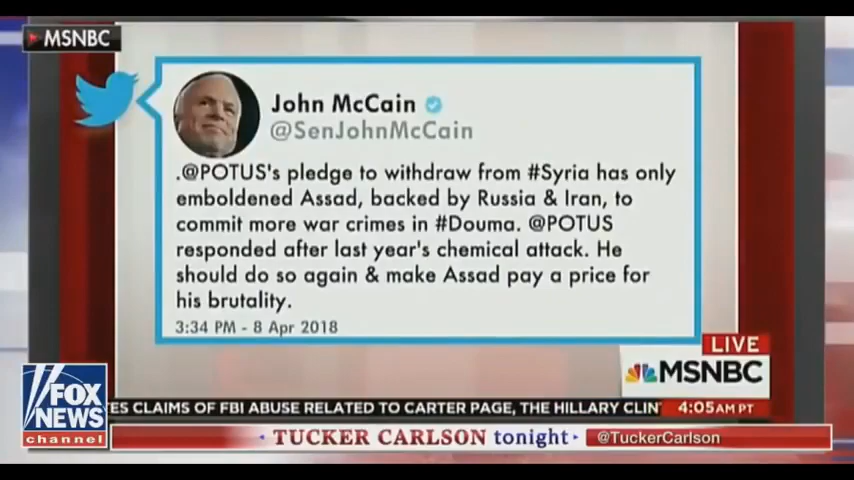 MSNBC
John McCain
@SenJohnMcCain
.@POTUS's pledge to withdraw from #Syria has only
emboldened Assad, backed by Russia & Iran, to
commit more war crimes in #Douma. @POTUS
responded after last year's chemical attack. He
should do so again & make Assad pay a price for
his brutality.
3:34 PM - 8 Apr 2018
LIVE
MSNBC
ES CLAIMS OF FBI ABUSE RELATED TO CARTER PAGE, THE HILLARY CLIN
4:05AM PT
FOX
NEWS
channel
TUCKER CARLSON tonight
@TuckerCarlson